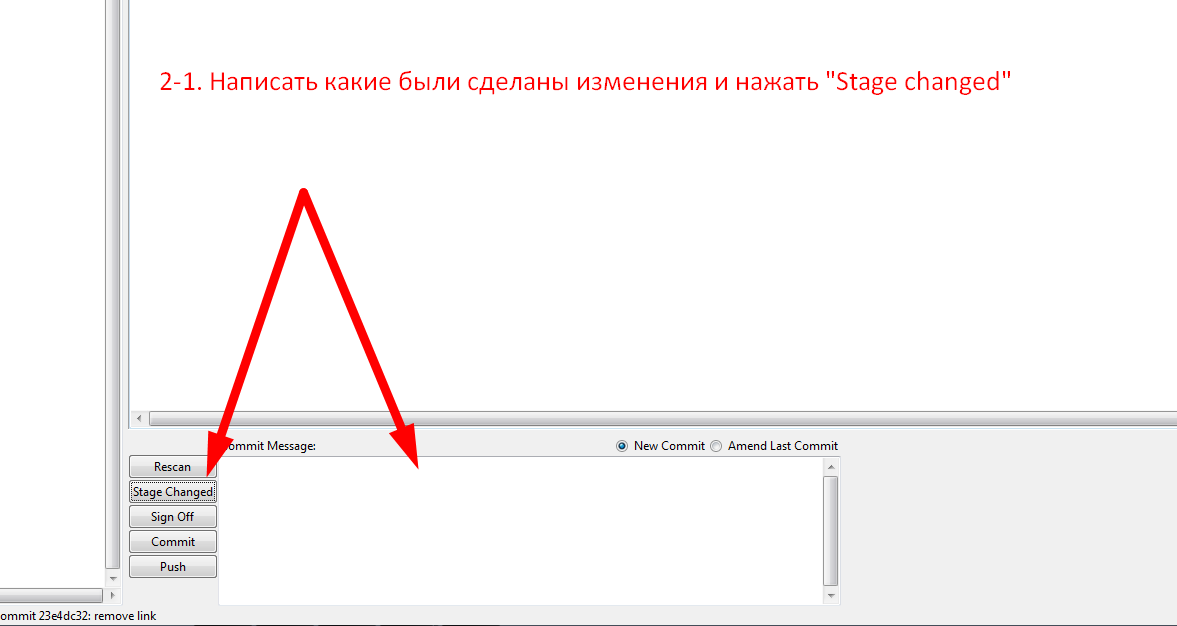 2-1. Написать какие были сделаны изменения и нажать "Stage changed"
ommit Message:
New Commit
Amend Last Commit
Rescan
Stage Changed
Sign Off
Commit
Push
ommit 23e4dc32: remove link